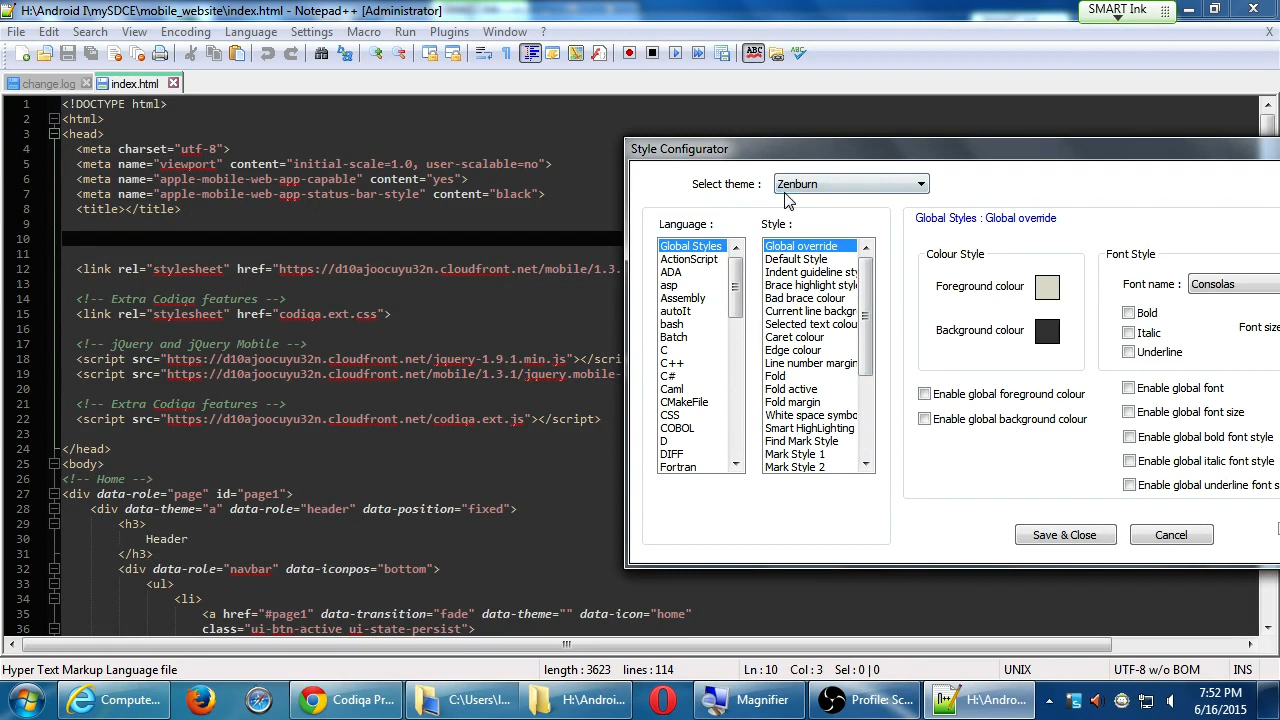 H:\Android I\mySDCE\mobile_website\index.html - Notepad++ [Administrator]
SMART Ink
File Edit Search View Encoding Language Settings Macro Run Plugins Window ? X
change.log index.html
1 <!DOCTYPE html>
2 <html>
3 <head>
4 <meta charset="utf-8">
5 <meta name="viewport" content="initial-scale=1.0, user-scalable=no">
6 <meta name="apple-mobile-web-app-capable" content="yes">
7 <meta name="apple-mobile-web-app-status-bar-style" content="black">
8 <title></title>
9
10
11
12 <link rel="stylesheet" href="https://d10ajoocuyu32n.cloudfront.net/mobile/1.3.
13
14 <!-- Extra Codiqa features -->
15 <link rel="stylesheet" href="codiqa.ext.css">
16
17 <!-- jQuery and jQuery Mobile -->
18 <script src="https://d10ajoocuyu32n.cloudfront.net/jquery-1.9.1.min.js"></scri
19 <script src="https://d10ajoocuyu32n.cloudfront.net/mobile/1.3.1/jquery.mobile-
20
21 <!-- Extra Codiqa features -->
22 <script src="https://d10ajoocuyu32n.cloudfront.net/codiqa.ext.js"></script>
23
24 </head>
25 <body>
26 <!-- Home -->
27 <div data-role="page" id="page1">
28 <div data-theme="a" data-role="header" data-position="fixed">
29 <h3>
30 Header
31 </h3>
32 <div data-role="navbar" data-iconpos="bottom">
33 <ul>
34 <li>
35 <a href="#page1" data-transition="fade" data-theme="" data-icon="home"
36 class="ui-btn-active ui-state-persist">
Style Configurator
Select theme : Zenburn
Language :
Global Styles
ActionScript
ADA
asp
Assembly
autoIt
bash
Batch
C
C++
C#
Caml
CMakeFile
CSS
COBOL
D
DIFF
Fortran
Style :
Global override
Default Style
Indent guideline sty
Brace highlight style
Bad brace colour
Current line backgr
Selected text colou
Caret colour
Edge colour
Line number margin
Fold
Fold active
Fold margin
White space symbo
Smart HighLighting
Find Mark Style
Mark Style 1
Mark Style 2
Global Styles : Global override
Colour Style
Foreground colour
Background colour
Font Style
Font name : Consolas
Bold
Italic
Underline
Font size
Enable global foreground colour
Enable global background colour
Enable global font
Enable global font size
Enable global bold font style
Enable global italic font style
Enable global underline font s
Save & Close Cancel
Hyper Text Markup Language file length : 3623 lines : 114 Ln : 10 Col : 3 Sel : 0 | 0 UNIX UTF-8 w/o BOM INS
Compute... Codiqa Pr... C:\Users\I... H:\Androi... Magnifier Profile: Sc... H:\Androi...
7:52 PM
6/16/2015